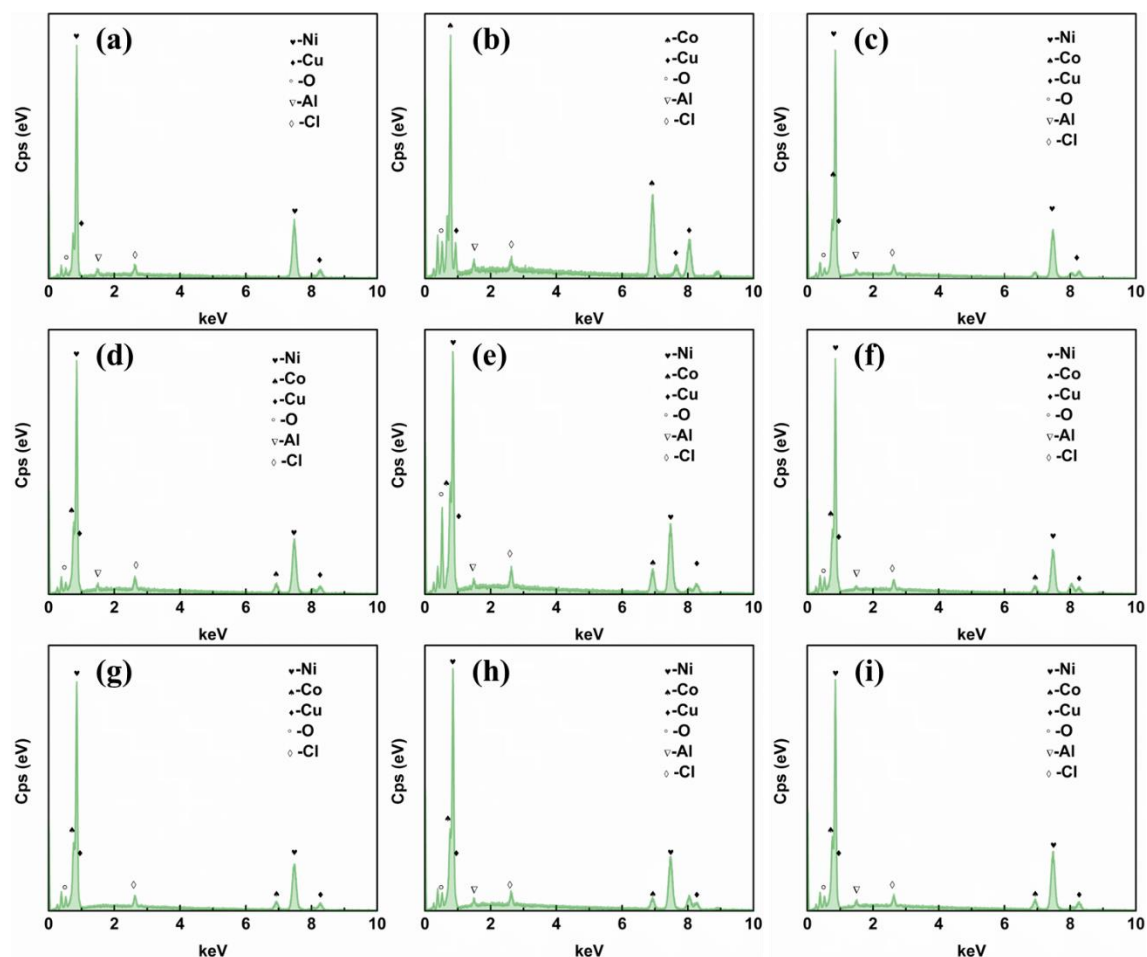 (a)
♥-Ni
♦-Cu
○-O
▽-Al
◇-Cl
Cps (eV)
0 2 4 6 8 10
keV
(b)
♠-Co
♦-Cu
○-O
▽-Al
◇-Cl
Cps (eV)
0 2 4 6 8 10
keV
(c)
♥-Ni
♠-Co
♦-Cu
○-O
▽-Al
◇-Cl
Cps (eV)
0 2 4 6 8 10
keV
(d)
♥-Ni
♠-Co
♦-Cu
○-O
▽-Al
◇-Cl
Cps (eV)
0 2 4 6 8 10
keV
(e)
♥-Ni
♠-Co
♦-Cu
○-O
▽-Al
◇-Cl
Cps (eV)
0 2 4 6 8 10
keV
(f)
♥-Ni
♠-Co
♦-Cu
○-O
▽-Al
◇-Cl
Cps (eV)
0 2 4 6 8 10
keV
(g)
♥-Ni
♠-Co
♦-Cu
○-O
◇-Cl
Cps (eV)
0 2 4 6 8 10
keV
(h)
♥-Ni
♠-Co
♦-Cu
○-O
▽-Al
◇-Cl
Cps (eV)
0 2 4 6 8 10
keV
(i)
♥-Ni
♠-Co
♦-Cu
○-O
▽-Al
◇-Cl
Cps (eV)
0 2 4 6 8 10
keV